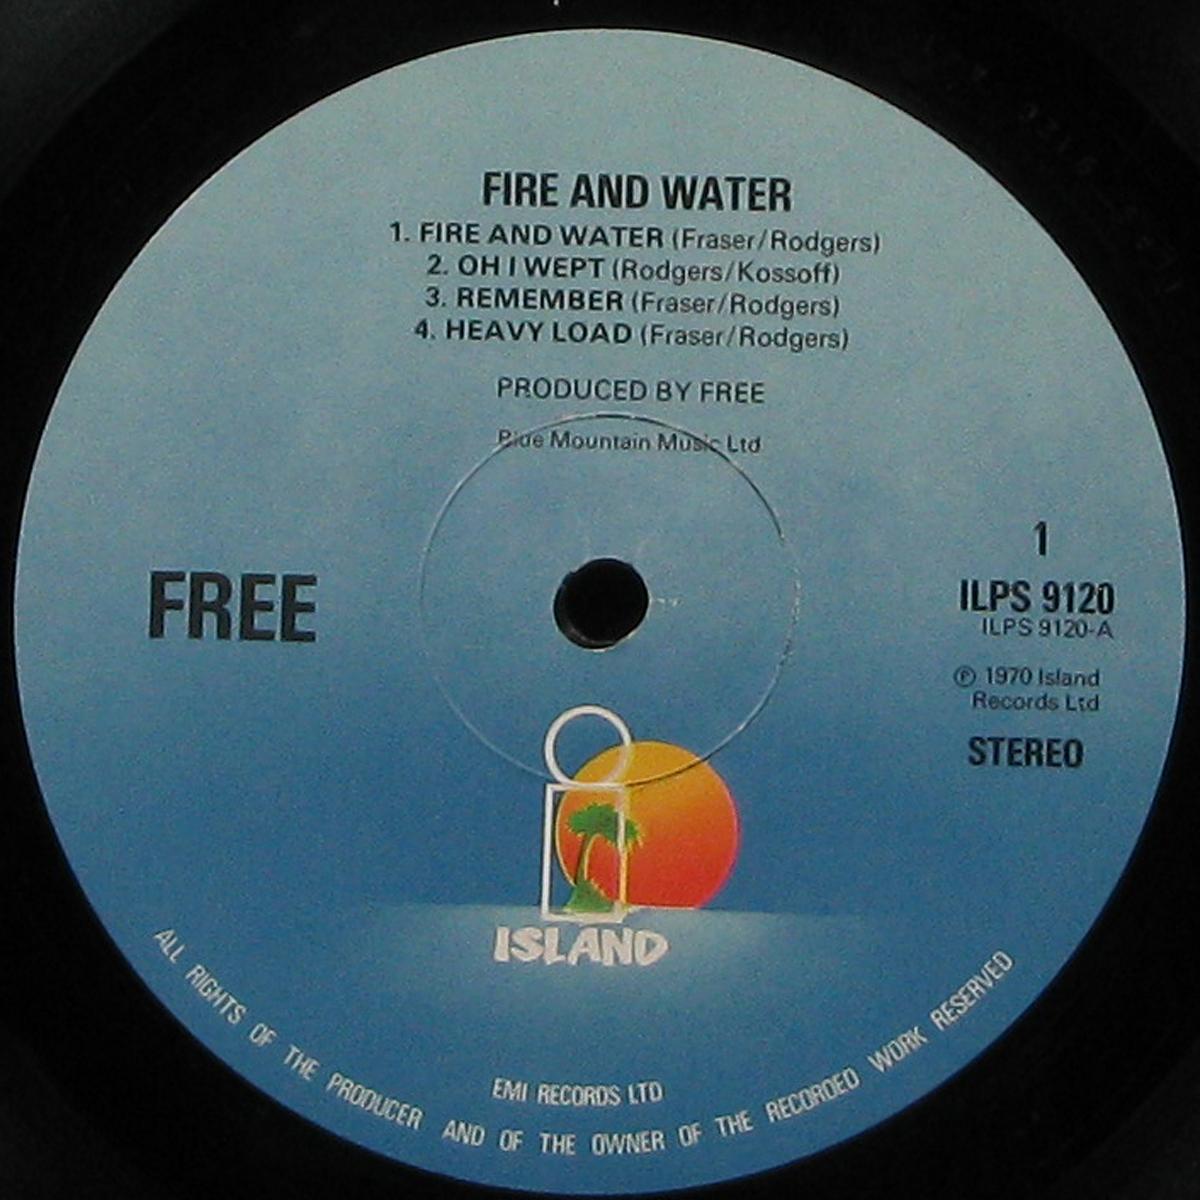 FIRE AND WATER
1. FIRE AND WATER (Fraser/Rodgers)
2. OH I WEPT (Rodgers/Kossoff)
3. REMEMBER (Fraser/Rodgers)
4. HEAVY LOAD (Fraser/Rodgers)
PRODUCED BY FREE
Blue Mountain Music Ltd
FREE
1
ILPS 9120
ILPS 9120-A
℗ 1970 Island
Records Ltd
STEREO
ISLAND
EMI RECORDS LTD
ALL RIGHTS OF THE PRODUCER AND OF THE OWNER OF THE RECORDED WORK RESERVED